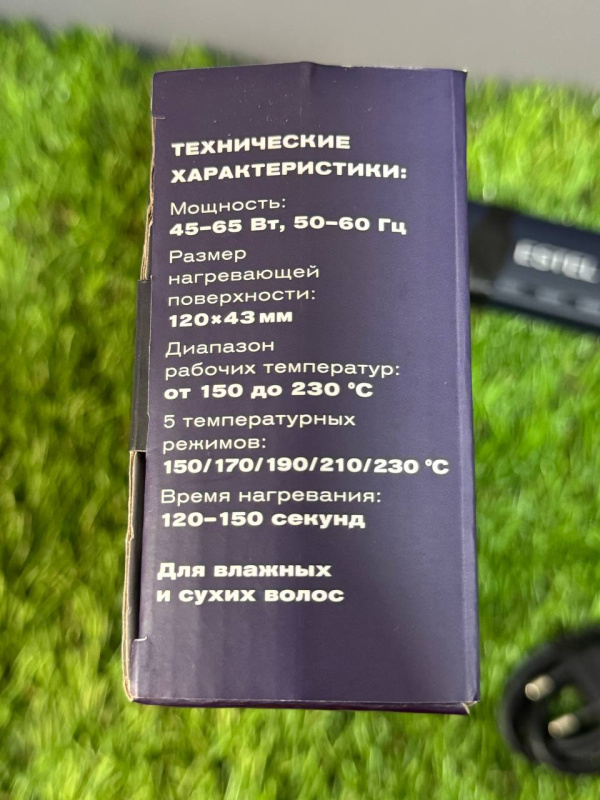 ТЕХНИЧЕСКИЕ
ХАРАКТЕРИСТИКИ:
Мощность:
45–65 Вт, 50–60 Гц
Размер
нагревающей
поверхности:
120×43 мм
Диапазон
рабочих температур:
от 150 до 230 °С
5 температурных
режимов:
150/170/190/210/230 °С
Время нагревания:
120–150 секунд
Для влажных
и сухих волос
ESTEL